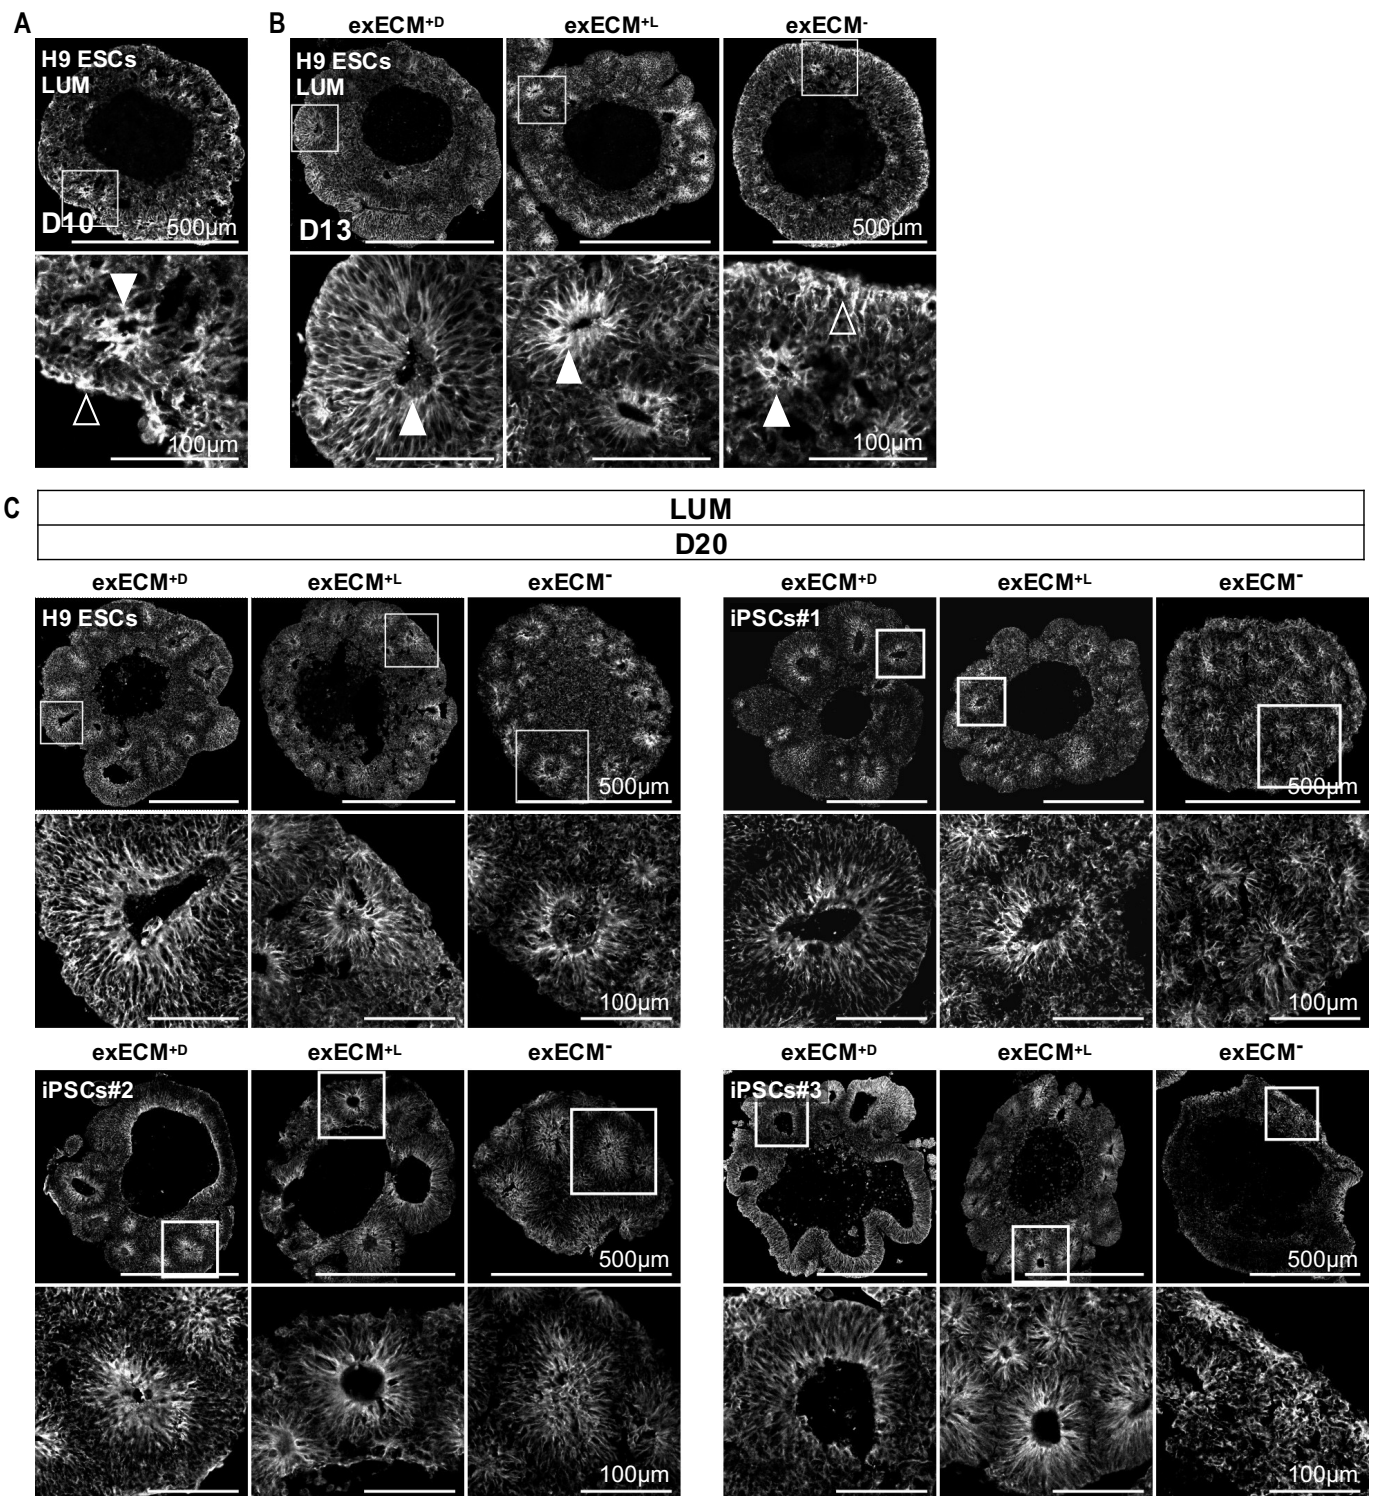 A
B
exECM+D
exECM+L
exECM-
H9 ESCs
LUM
D10
500µm
H9 ESCs
LUM
D13
500µm
100µm
100µm
C
LUM
D20
exECM+D
exECM+L
exECM-
exECM+D
exECM+L
exECM-
H9 ESCs
500µm
iPSCs#1
500µm
100µm
100µm
exECM+D
exECM+L
exECM-
exECM+D
exECM+L
exECM-
iPSCs#2
500µm
iPSCs#3
500µm
100µm
100µm